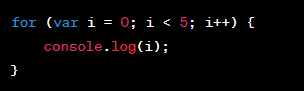 for (var i = 0; i < 5; i++) {
    console.log(i);
}